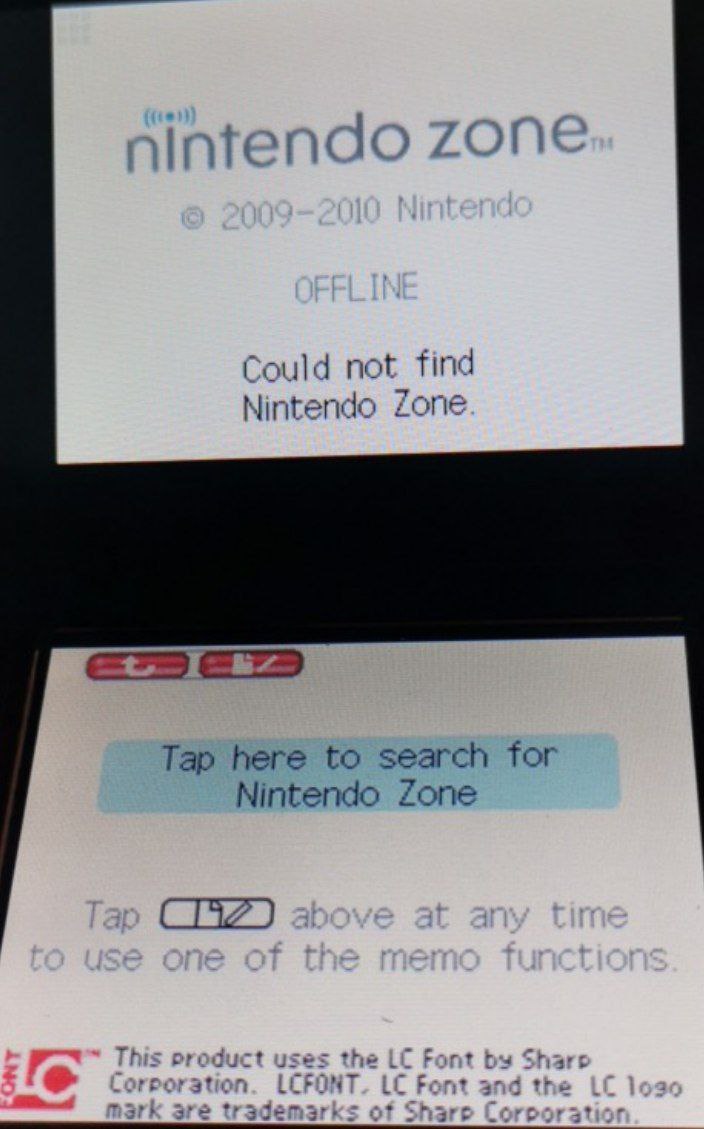 nintendo zone™
© 2009-2010 Nintendo
OFFLINE
Could not find
Nintendo Zone.
Tap here to search for
Nintendo Zone
Tap above at any time
to use one of the memo functions.
FONT LC™
This product uses the LC Font by Sharp
Corporation. LCFONT, LC Font and the LC logo
mark are trademarks of Sharp Corporation.